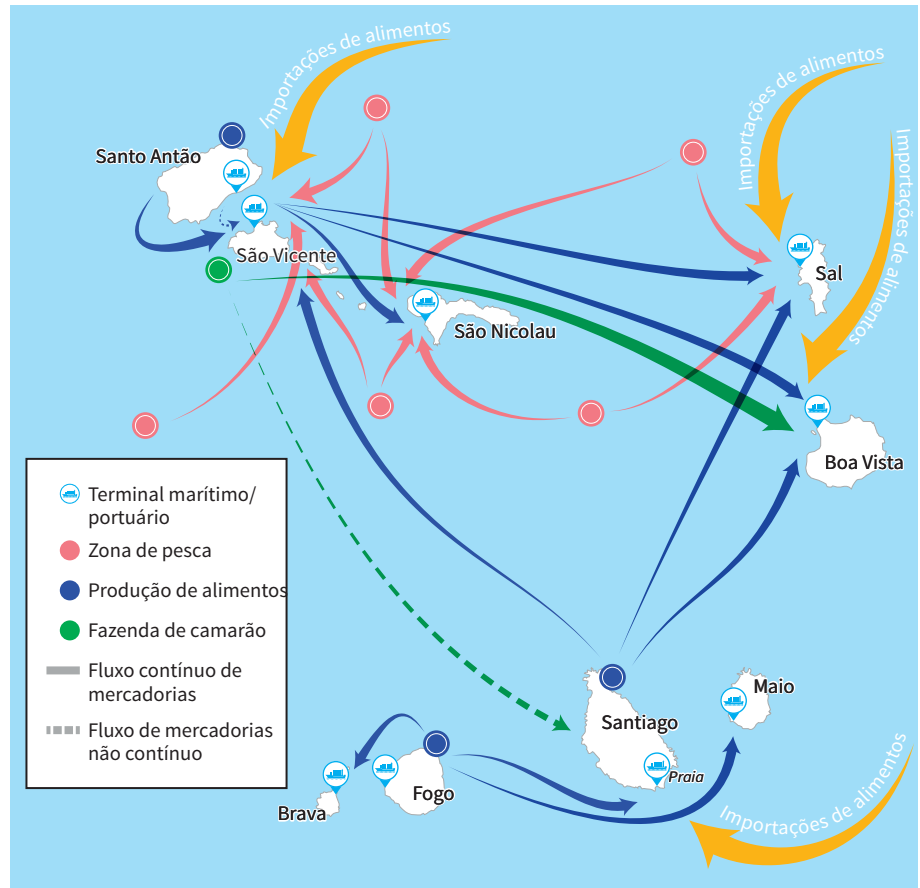 Importações de alimentos
Importações de alimentos
Importações de alimentos
Santo Antão
São Vicente
São Nicolau
Sal
Boa Vista
Terminal marítimo/
portuário
Zona de pesca
Produção de alimentos
Fazenda de camarão
Fluxo contínuo de
mercadorias
Fluxo de mercadorias
não contínuo
Maio
Santiago
Praia
Fogo
Brava
Importações de alimentos